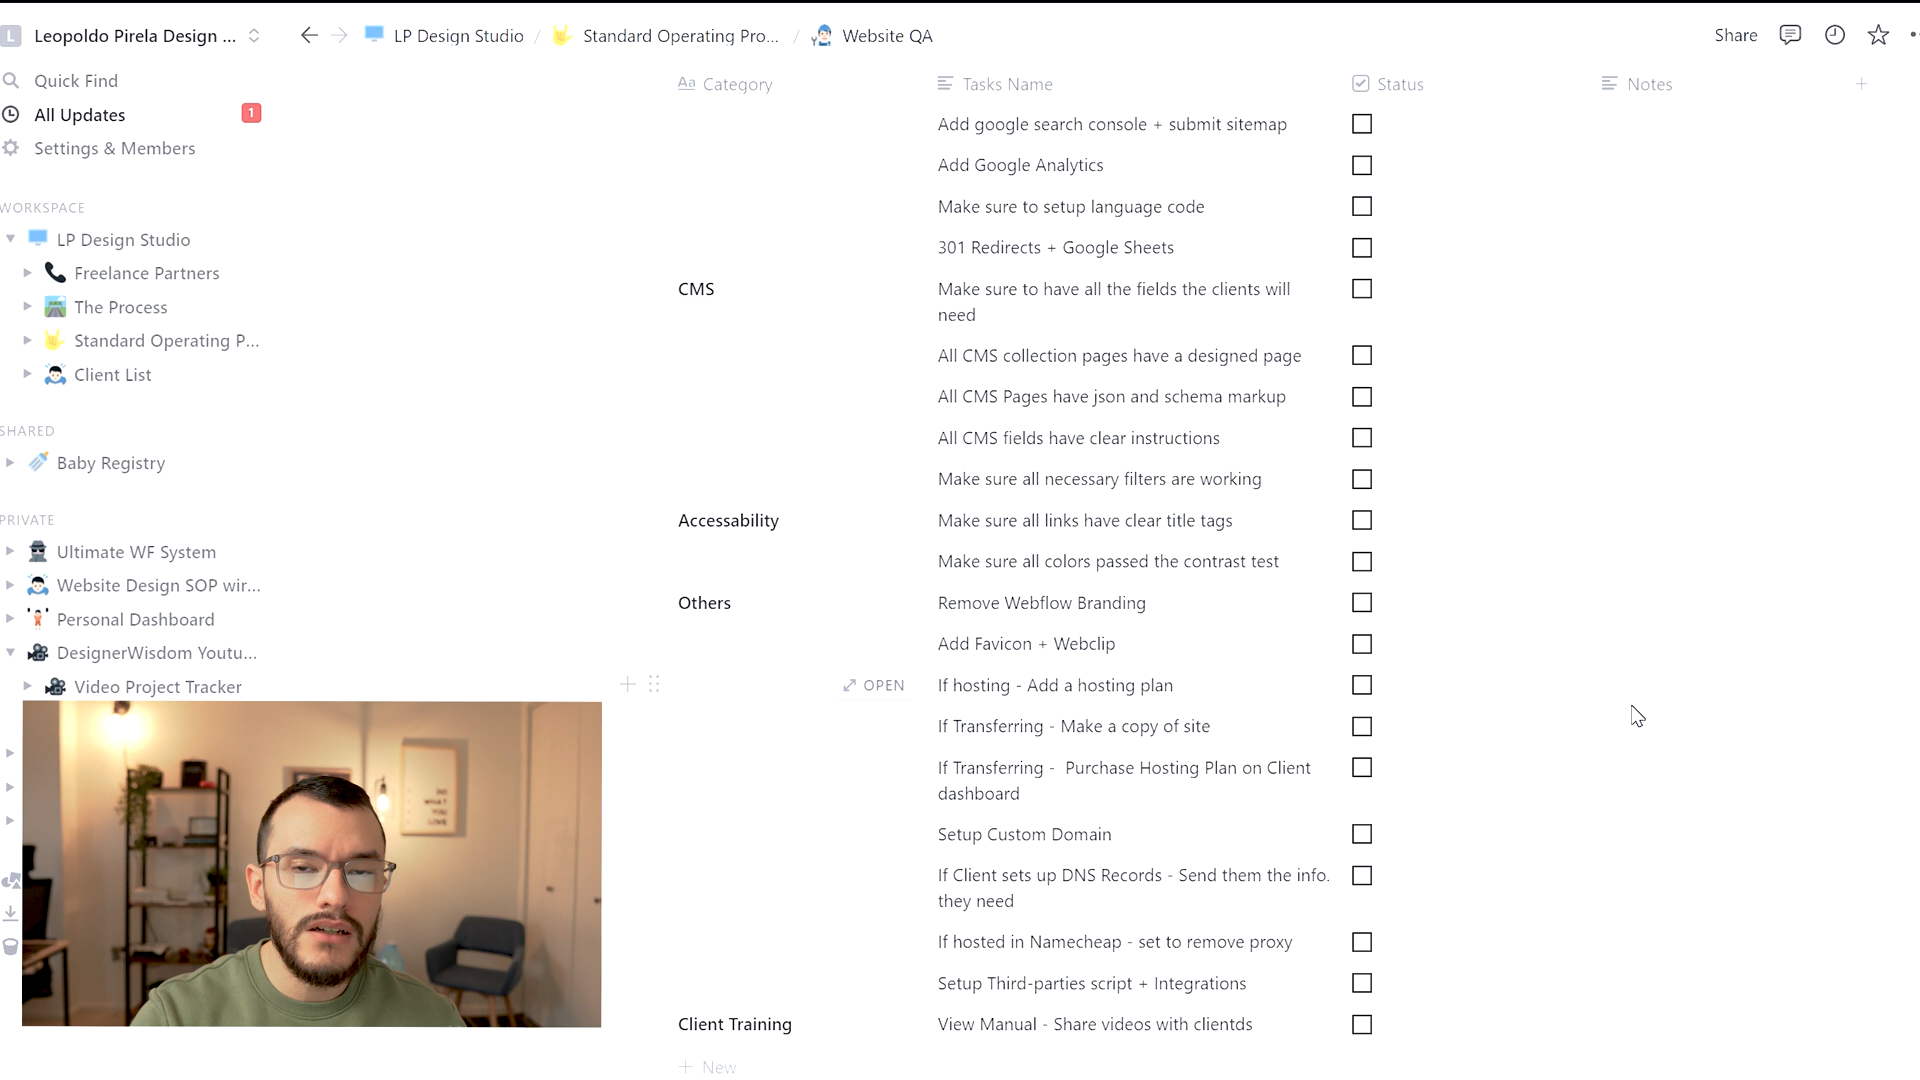 L Leopoldo Pirela Design ...
LP Design Studio / Standard Operating Pro... / Website QA
Share
Quick Find
All Updates 1
Settings & Members
WORKSPACE
LP Design Studio
Freelance Partners
The Process
Standard Operating P...
Client List
SHARED
Baby Registry
PRIVATE
Ultimate WF System
Website Design SOP wir...
Personal Dashboard
DesignerWisdom Youtu...
Video Project Tracker
DO
WHAT
YOU
LOVE
Aa Category Tasks Name Status Notes
Add google search console + submit sitemap
Add Google Analytics
Make sure to setup language code
301 Redirects + Google Sheets
CMS Make sure to have all the fields the clients will
need
All CMS collection pages have a designed page
All CMS Pages have json and schema markup
All CMS fields have clear instructions
Make sure all necessary filters are working
Accessability Make sure all links have clear title tags
Make sure all colors passed the contrast test
Others Remove Webflow Branding
Add Favicon + Webclip
OPEN If hosting - Add a hosting plan
If Transferring - Make a copy of site
If Transferring - Purchase Hosting Plan on Client
dashboard
Setup Custom Domain
If Client sets up DNS Records - Send them the info.
they need
If hosted in Namecheap - set to remove proxy
Setup Third-parties script + Integrations
Client Training View Manual - Share videos with clientds
+ New